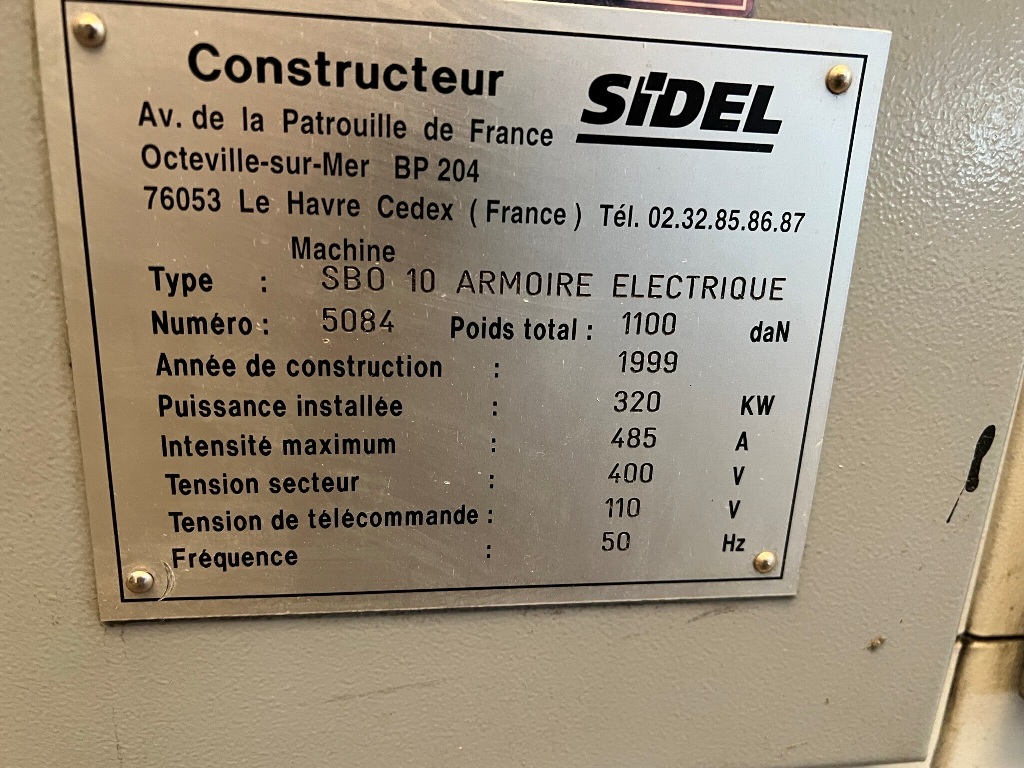 Constructeur SiDEL
Av. de la Patrouille de France
Octeville-sur-Mer BP 204
76053 Le Havre Cedex ( France ) Tél. 02.32.85.86.87
Machine
Type : SBO 10 ARMOIRE ELECTRIQUE
Numéro : 5084 Poids total : 1100 daN
Année de construction : 1999
Puissance installée : 320 KW
Intensité maximum : 485 A
Tension secteur : 400 V
Tension de télécommande : 110 V
Fréquence : 50 Hz